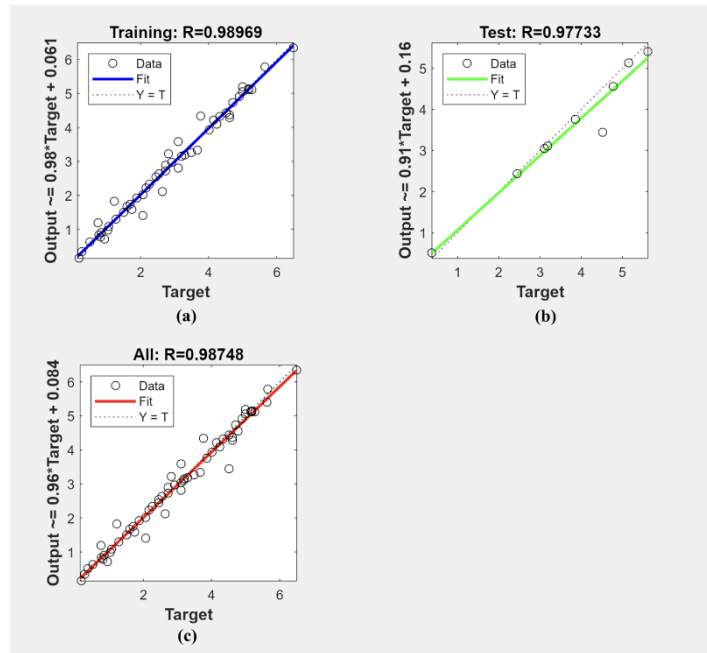 Training: R=0.98969
Output ~= 0.98*Target + 0.061
6
5
4
3
2
1
Data
Fit
Y = T
2
4
6
Target
(a)
Test: R=0.97733
Output ~= 0.91*Target + 0.16
5
4
3
2
1
Data
Fit
Y = T
1
2
3
4
5
Target
(b)
All: R=0.98748
Output ~= 0.96*Target + 0.084
6
5
4
3
2
1
Data
Fit
Y = T
2
4
6
Target
(c)